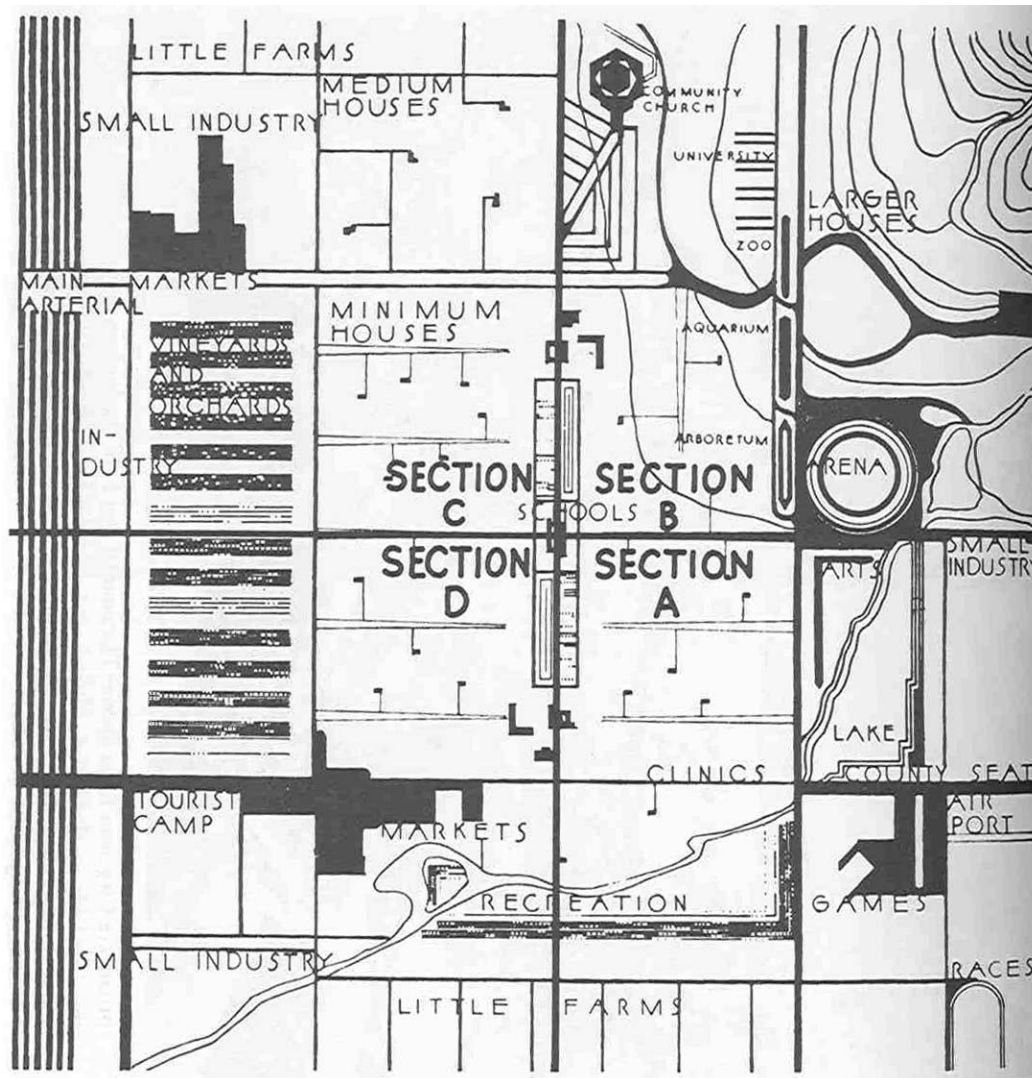 LITTLE FARMS
MEDIUM
HOUSES
COMMUNITY
CHURCH
SMALL INDUSTRY
UNIVERSITY
LARGER
HOUSES
ZOO
MAIN
ARTERIAL
MARKETS
MINIMUM
HOUSES
AQUARIUM
VINEYARDS
AND
ORCHARDS
IN-
DUSTRY
ARBORETUM
ARENA
SECTION
C
SECTION
B
SCHOOLS
SECTION
D
SECTION
A
ARTS
SMALL
INDUSTRY
LAKE
CLINICS
COUNTY SEAT
TOURIST
CAMP
MARKETS
AIR
PORT
RECREATION
GAMES
SMALL INDUSTRY
RACES
LITTLE FARMS